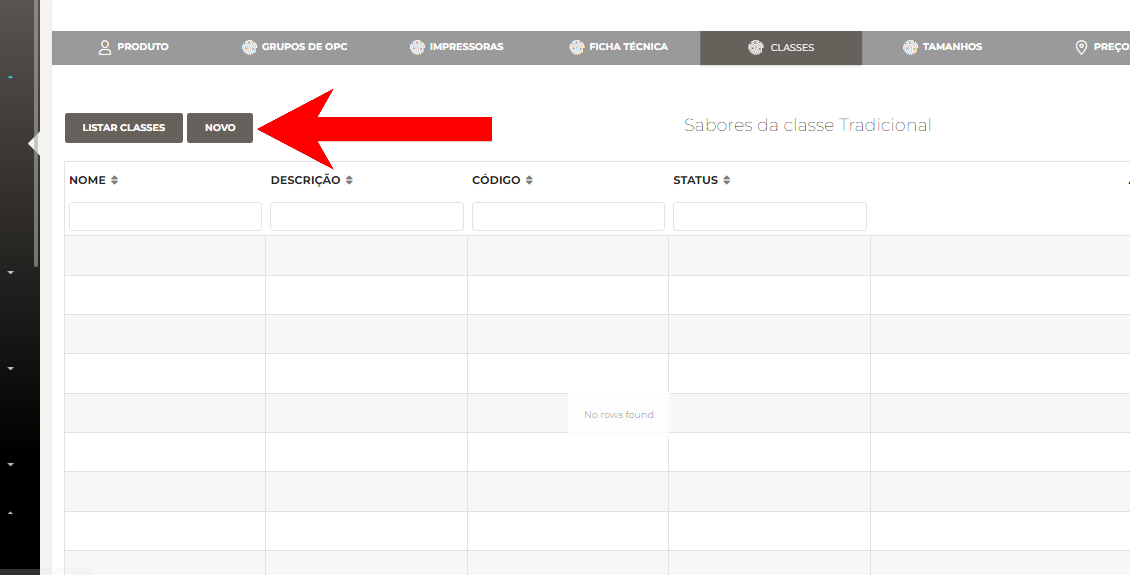 PRODUTO GRUPOS DE OPC IMPRESSORAS FICHA TÉCNICA CLASSES TAMANHOS PREÇO
LISTAR CLASSES NOVO Sabores da classe Tradicional
NOME DESCRIÇÃO CÓDIGO STATUS
No rows found